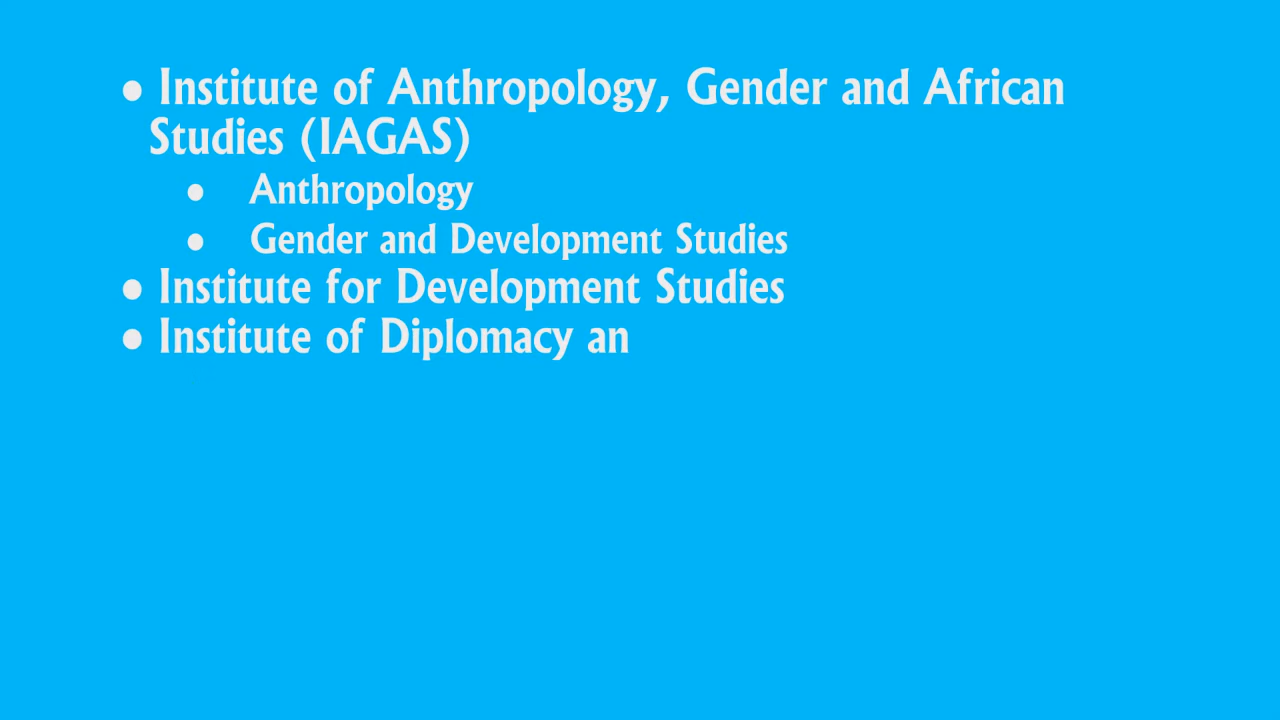 ● Institute of Anthropology, Gender and African
Studies (IAGAS)
● Anthropology
● Gender and Development Studies
● Institute for Development Studies
● Institute of Diplomacy an